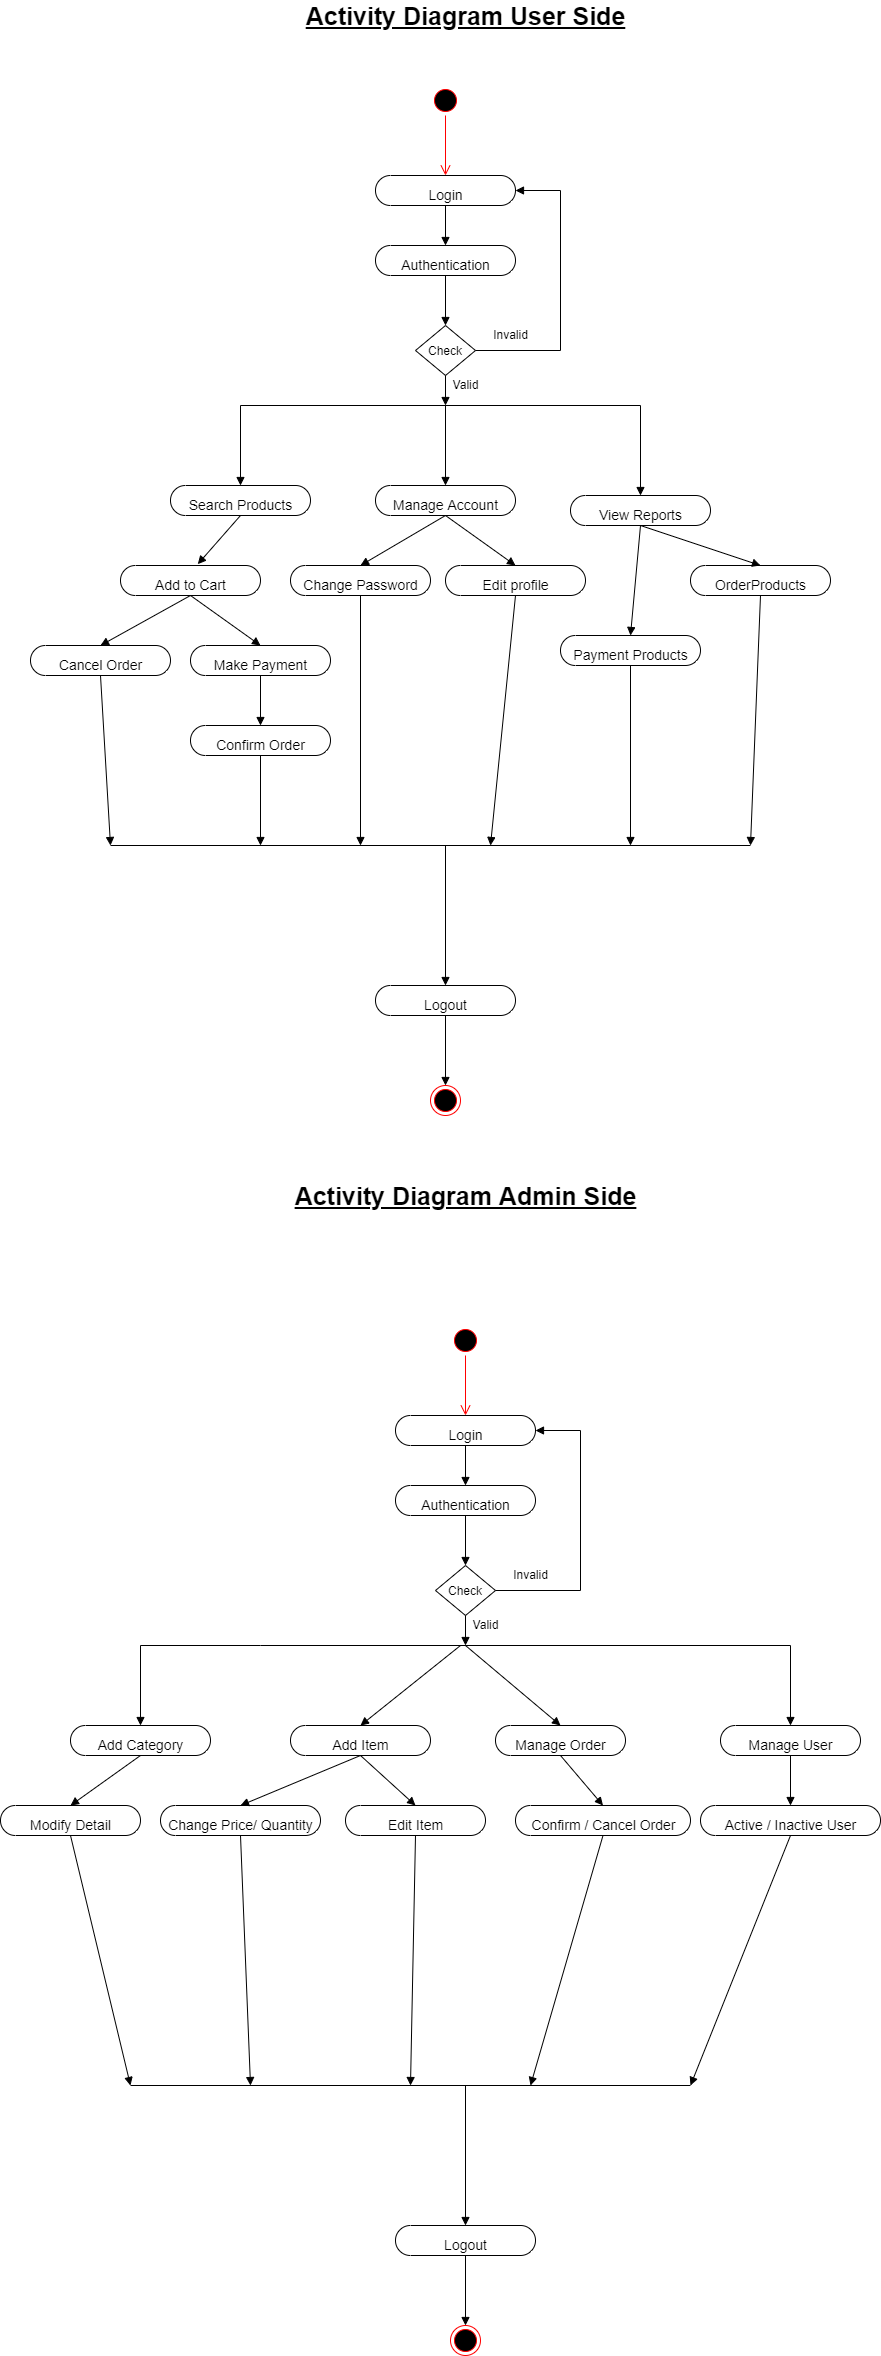 Activity Diagram User Side
Login
Authentication
Invalid
Check
Valid
Search Products
Manage Account
View Reports
Add to Cart
Change Password
Edit profile
OrderProducts
Cancel Order
Make Payment
Payment Products
Confirm Order
Logout
Activity Diagram Admin Side
Login
Authentication
Invalid
Check
Valid
Add Category
Add Item
Manage Order
Manage User
Modify Detail
Change Price/ Quantity
Edit Item
Confirm / Cancel Order
Active / Inactive User
Logout